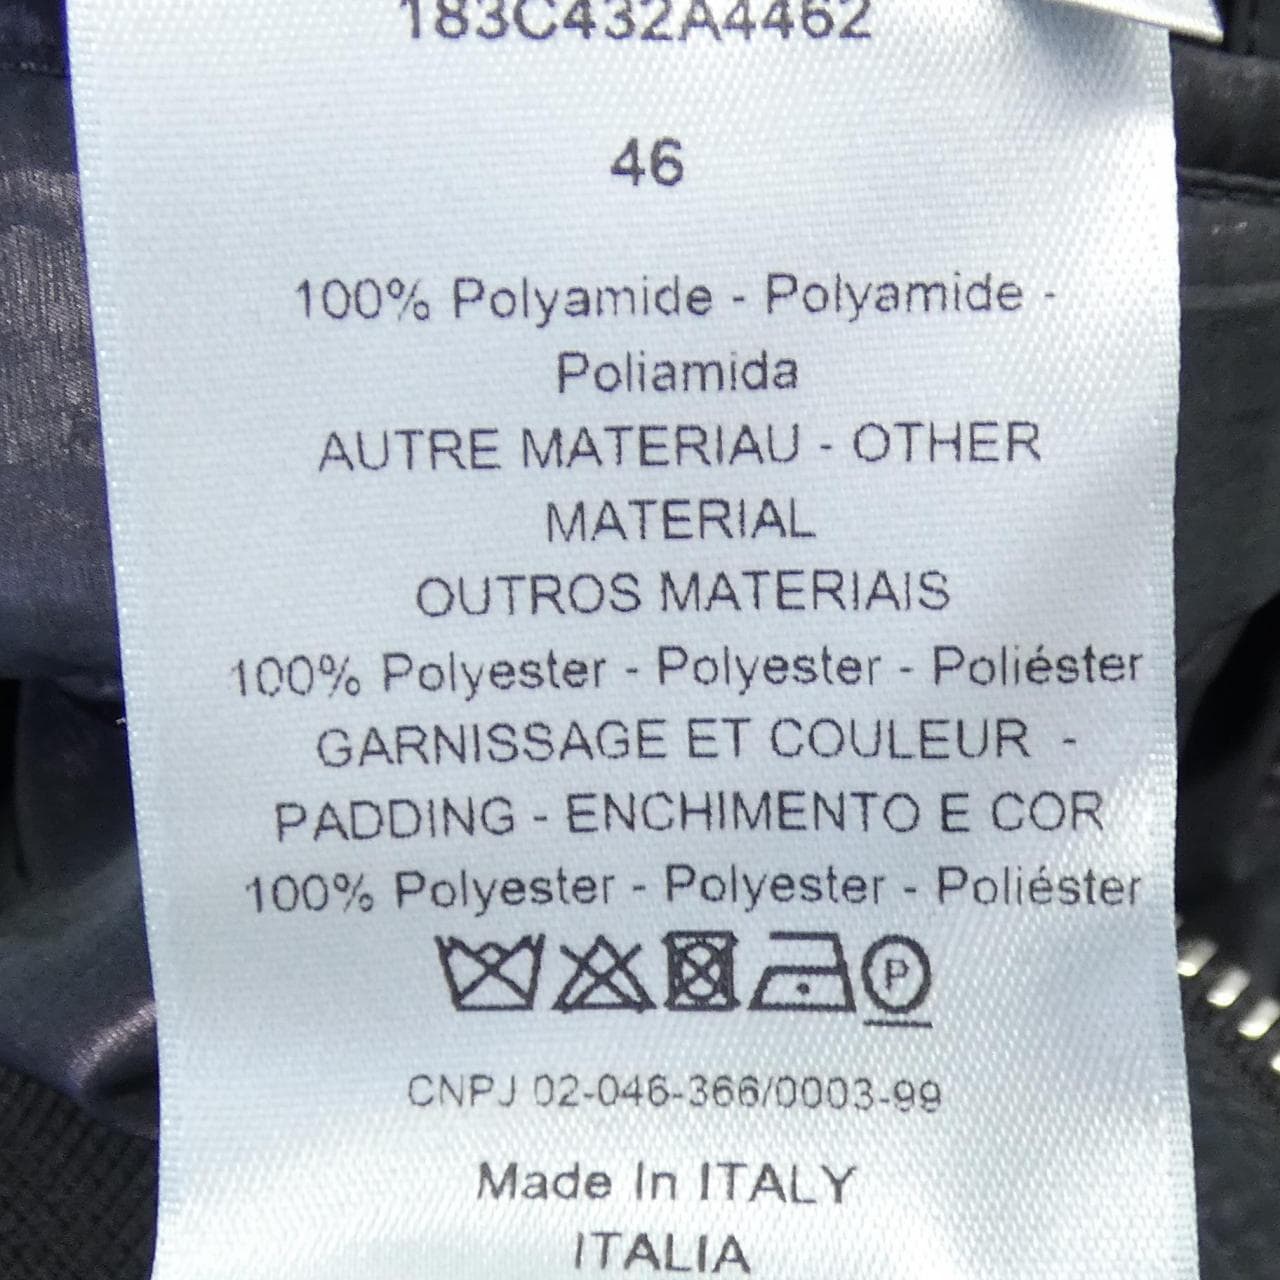 183C432A4462
46
100% Polyamide - Polyamide -
Poliamida
AUTRE MATERIAU - OTHER
MATERIAL
OUTROS MATERIAIS
100% Polyester - Polyester - Poliéster
GARNISSAGE ET COULEUR -
PADDING - ENCHIMENTO E COR
100% Polyester - Polyester - Poliéster
P
CNPJ 02-046-366/0003-99
Made In ITALY
ITALIA